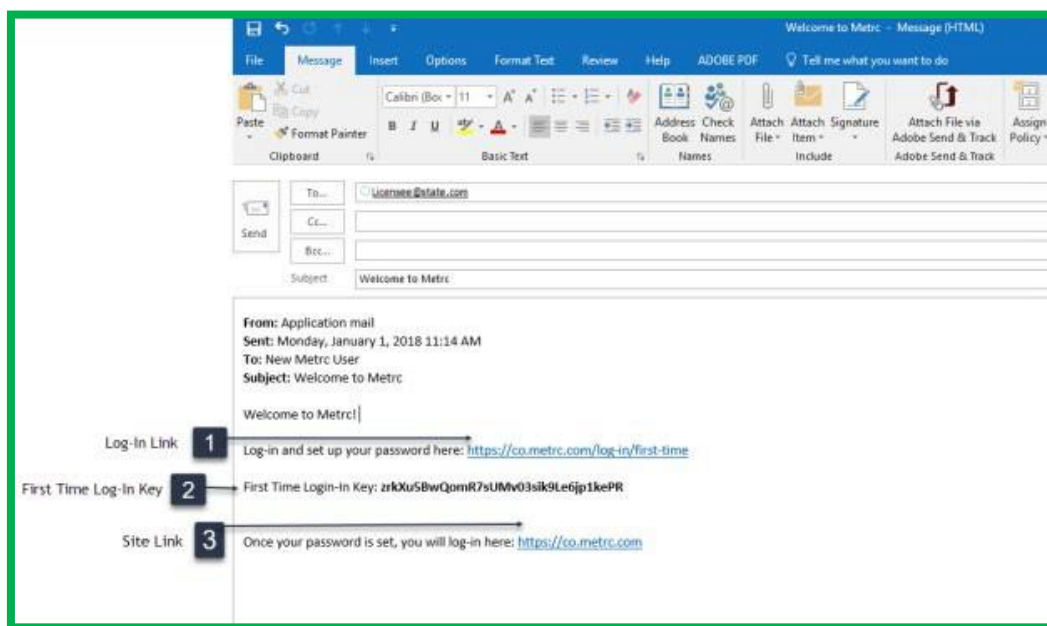 Welcome to Metrc - Message (HTML)
File Message Insert Options Format Text Review Help ADOBE PDF Tell me what you want to do
Cut
Copy
Paste
Format Painter
Calibri (Boc 11
B I U
Address Book
Check Names
Attach File
Attach Item
Signature
Attach File via Adobe Send & Track
Assign Policy
Clipboard Basic Text Names Include Adobe Send & Track
To... Licensee@state.com
Cc...
Send
Bcc...
Subject Welcome to Metrc
From: Application mail
Sent: Monday, January 1, 2018 11:14 AM
To: New Metrc User
Subject: Welcome to Metrc
Welcome to Metrc!
Log-In Link 1 Log-in and set up your password here: https://co.metrc.com/log-in/first-time
First Time Log-In Key 2 First Time Login-In Key: zrkXuSBwQomR7sUMv03sik9Le6jp1kePR
Site Link 3 Once your password is set, you will log-in here: https://co.metrc.com